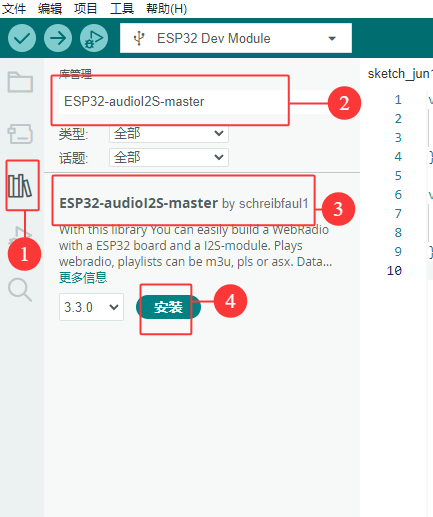 文件 编辑 项目 工具 帮助(H)
ESP32 Dev Module
库管理
sketch_jun1
ESP32-audioI2S-master
2
类型: 全部
话题: 全部
ESP32-audioI2S-master by schreibfaul1
3
With this library You can easily build a WebRadio
with a ESP32 board and a I2S-module. Plays
webradio, playlists can be m3u, pls or asx. Data...
更多信息
1
3.3.0
安装
4
1 v
2
3
4 }
5
6 v
7
8
9 }
10